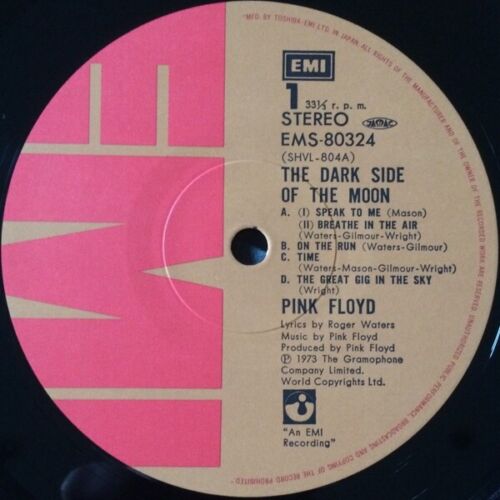 "MFG. BY TOSHIBA-EMI LTD. IN JAPAN ALL RIGHTS OF THE MANUFACTURER AND OF THE OWNER OF THE RECORDED WORK ARE RESERVED UNAUTHORIZED PUBLIC PERFORMANCE, BROADCASTING AND COPYING OF THE RECORD PROHIBITED"
EMI
EMI
1 33⅓ r. p. m.
STEREO JASRAC
EMS-80324
(SHVL-804A)
THE DARK SIDE
OF THE MOON
A. (I) SPEAK TO ME (Mason)
(II) BREATHE IN THE AIR
(Waters-Gilmour-Wright)
B. ON THE RUN (Waters-Gilmour)
C. TIME
(Waters-Mason-Gilmour-Wright)
D. THE GREAT GIG IN THE SKY
(Wright)
PINK FLOYD
Lyrics by Roger Waters
Music by Pink Floyd
Produced by Pink Floyd
Ⓟ 1973 The Gramophone
Company Limited.
World Copyrights Ltd.
"An EMI
Recording"